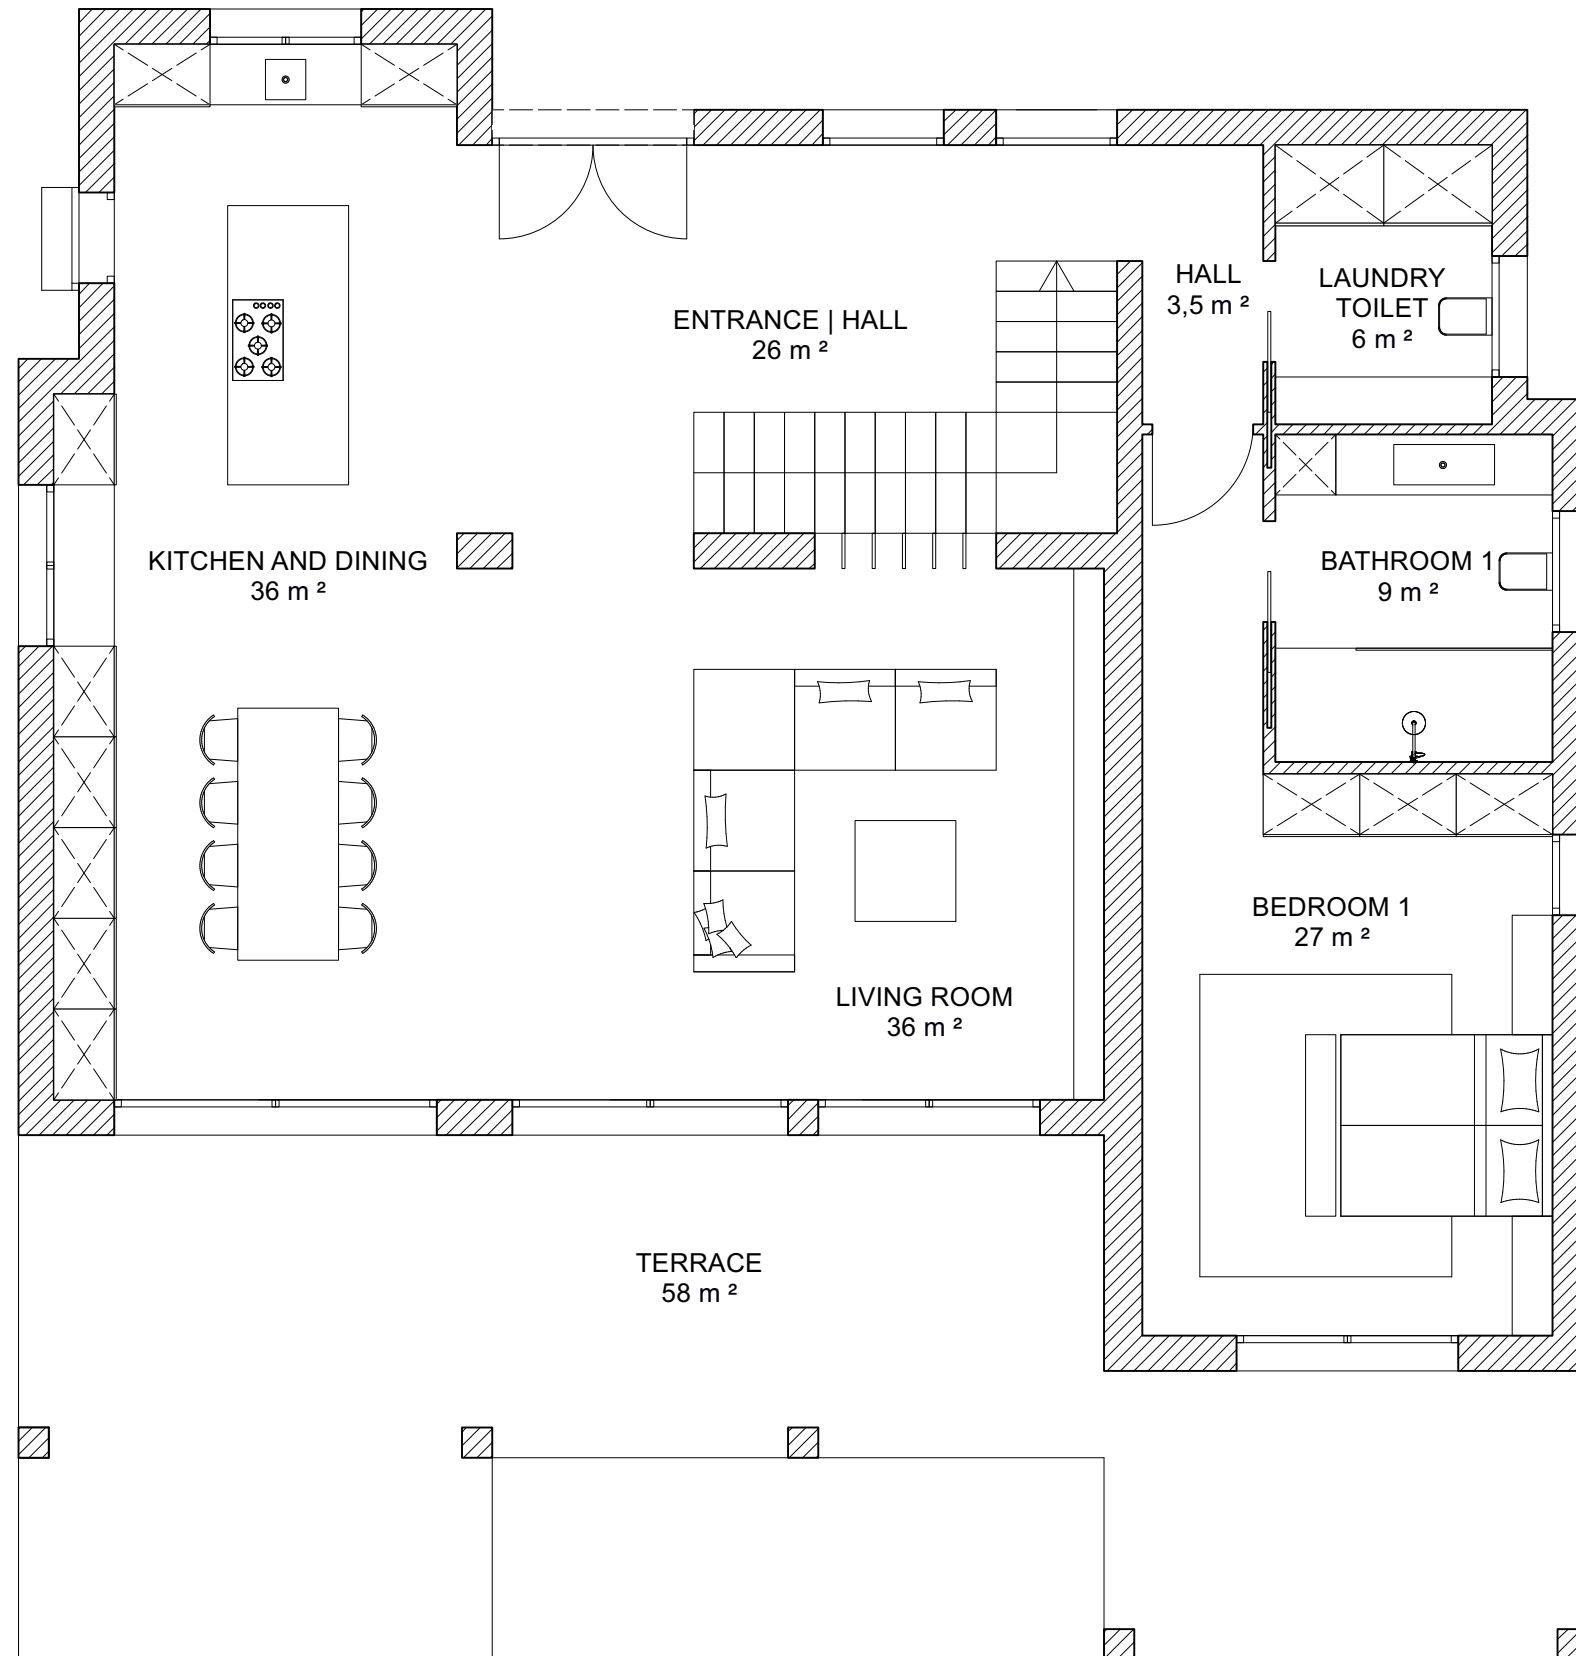 HALL
3,5 m ²
LAUNDRY
TOILET
6 m ²
ENTRANCE | HALL
26 m ²
KITCHEN AND DINING
36 m ²
BATHROOM 1
9 m ²
BEDROOM 1
27 m ²
LIVING ROOM
36 m ²
TERRACE
58 m ²